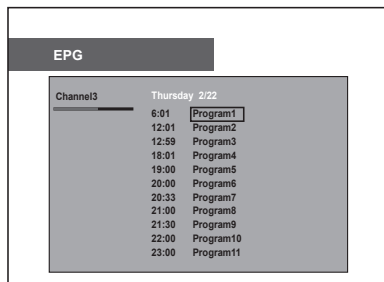 EPG
Channel3
Thursday 2/22
6:01 Program1
12:01 Program2
12:59 Program3
18:01 Program4
19:00 Program5
20:00 Program6
20:33 Program7
21:00 Program8
21:30 Program9
22:00 Program10
23:00 Program11